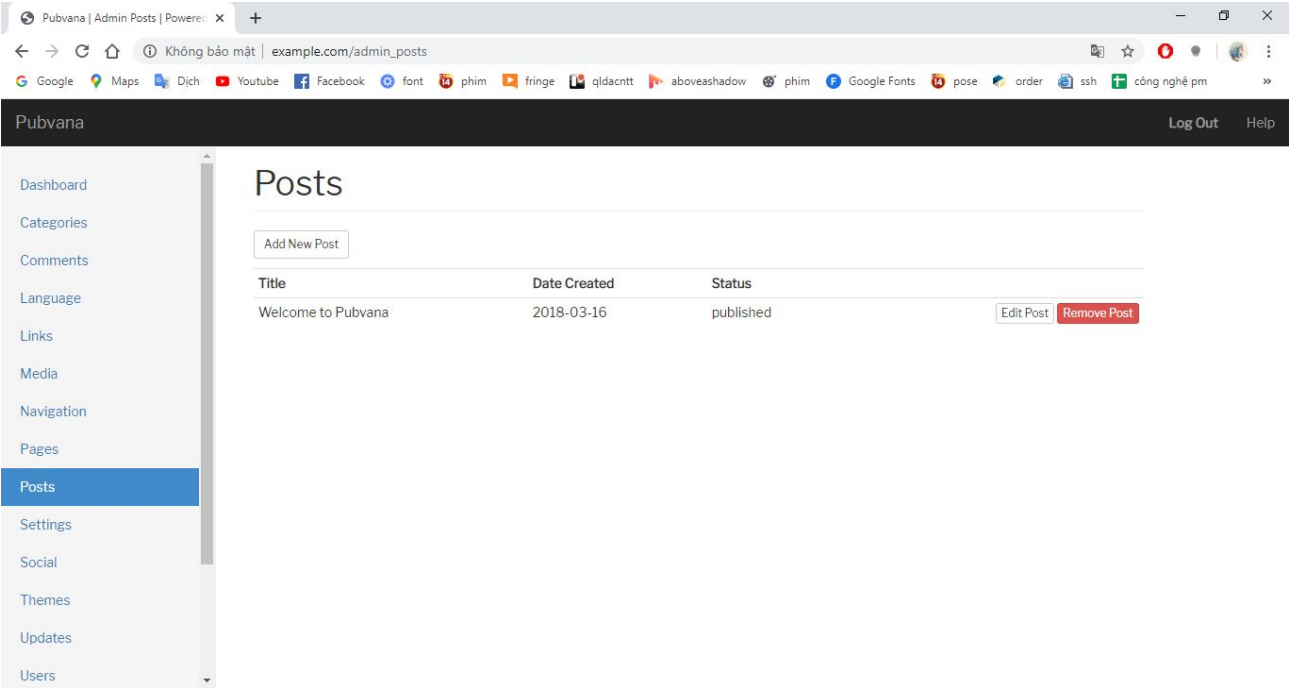 Pubvana | Admin Posts | Powered
Không bảo mật | example.com/admin_posts
Google Maps Dịch Youtube Facebook font phim fringe qldacntt aboveashadow phim Google Fonts pose order ssh công nghệ pm »
Pubvana Log Out Help
Dashboard
Categories
Comments
Language
Links
Media
Navigation
Pages
Posts
Settings
Social
Themes
Updates
Users
Posts
Add New Post
Title Date Created Status
Welcome to Pubvana 2018-03-16 published Edit Post Remove Post